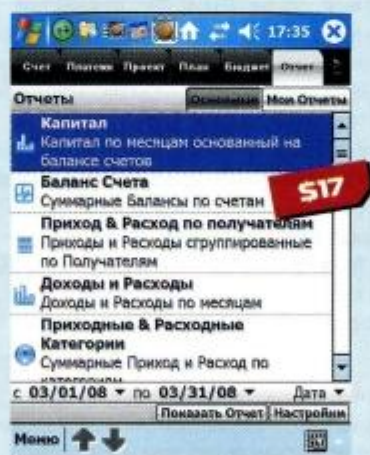 17:35
Счет Платежи Проект План Бюджет Отчет
Отчеты Основные Мои Отчеты
Капитал
Капитал по месяцам основанный на
балансе счетов
Баланс Счета
Суммарные Балансы по счетам
$17
Приход & Расход по получателям
Приходы и Расходы сгруппированные
по Получателям
Доходы и Расходы
Доходы и Расходы по месяцам
Приходные & Расходные
Категории
Суммарные Приход и Расход по
категориям
с 03/01/08 по 03/31/08 Дата
Показать Отчет Настройки
Меню